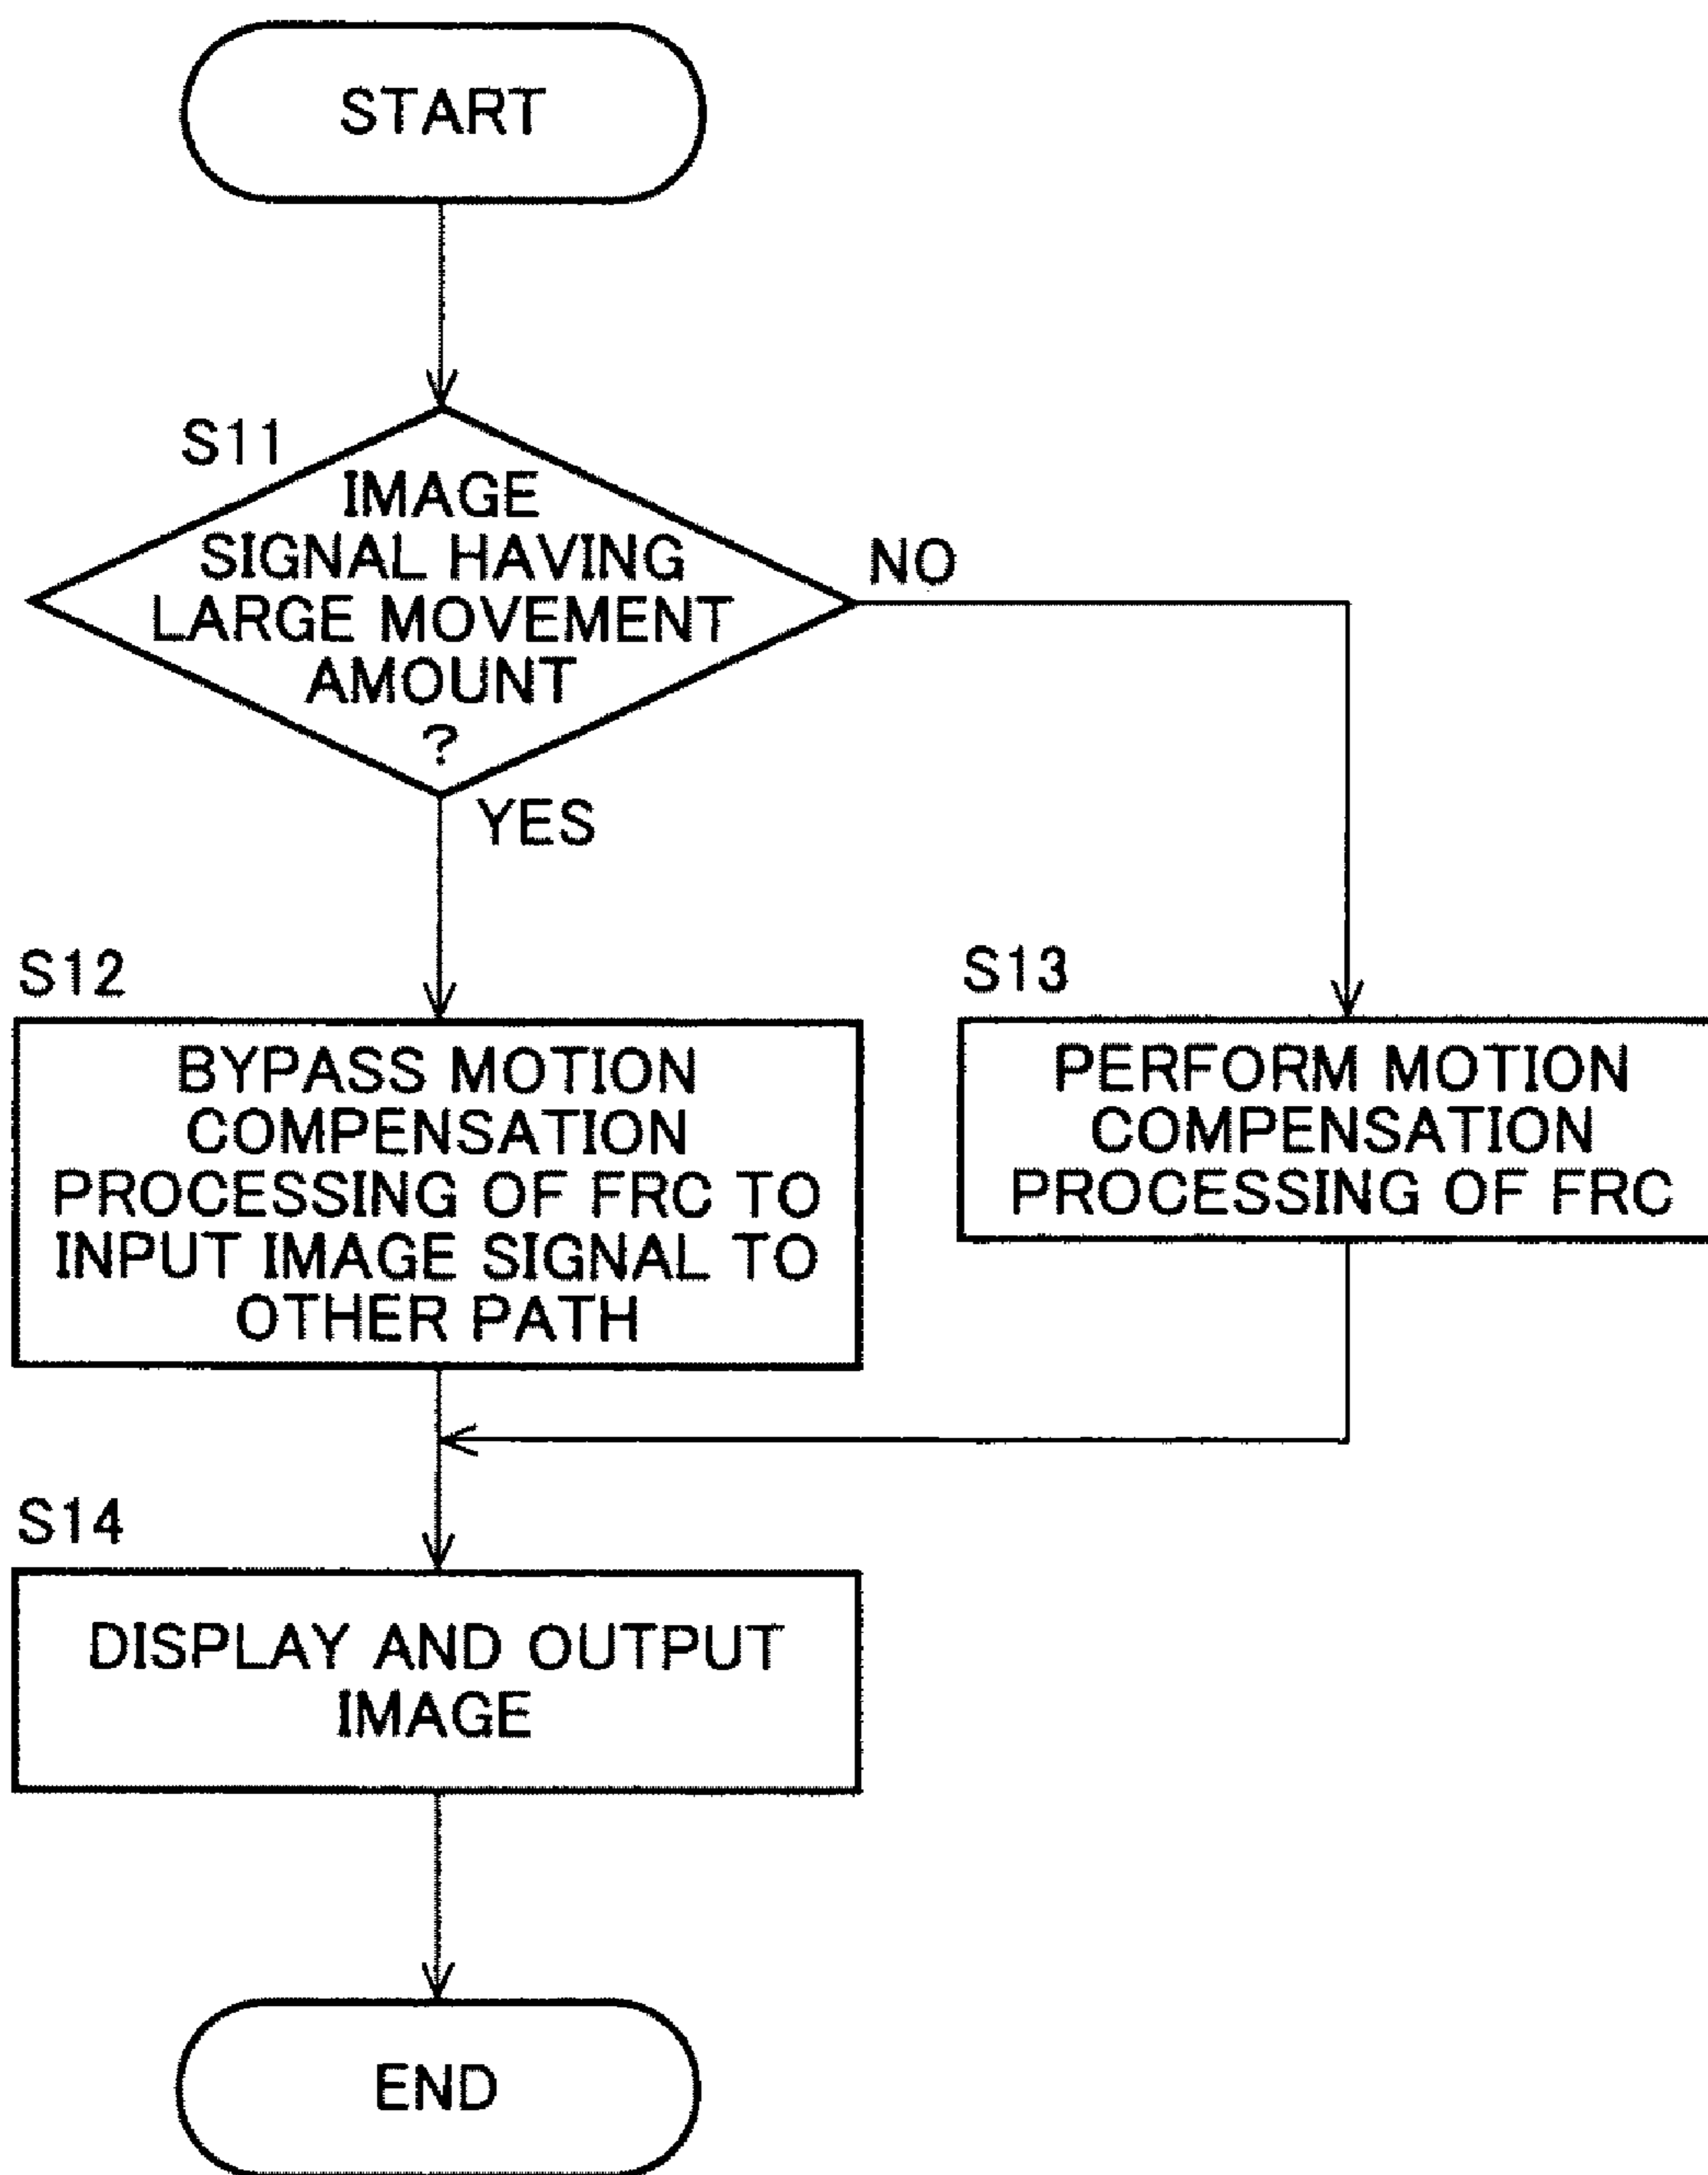 START
S11
IMAGE
SIGNAL HAVING
LARGE MOVEMENT
AMOUNT
?
NO
YES
S12
BYPASS MOTION
COMPENSATION
PROCESSING OF FRC TO
INPUT IMAGE SIGNAL TO
OTHER PATH
S13
PERFORM MOTION
COMPENSATION
PROCESSING OF FRC
S14
DISPLAY AND OUTPUT
IMAGE
END